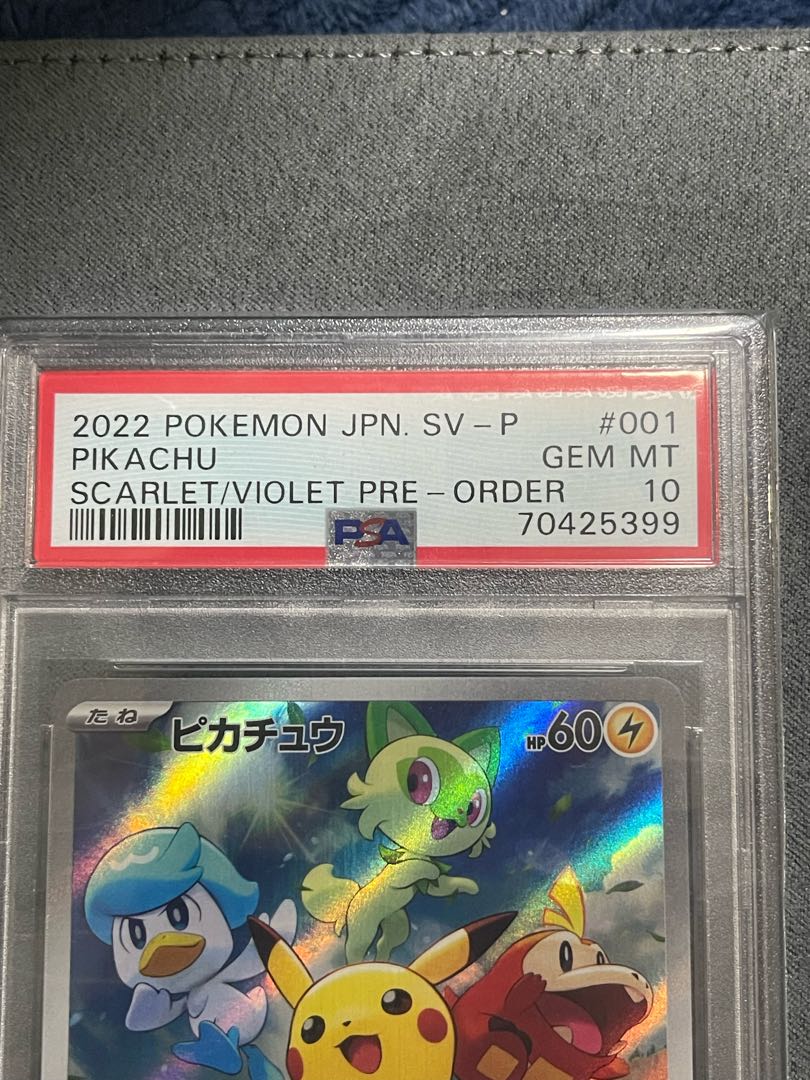 2022 POKEMON JPN. SV-P #001
PIKACHU GEM MT
SCARLET/VIOLET PRE-ORDER 10
PSA 70425399
たね ピカチュウ HP60